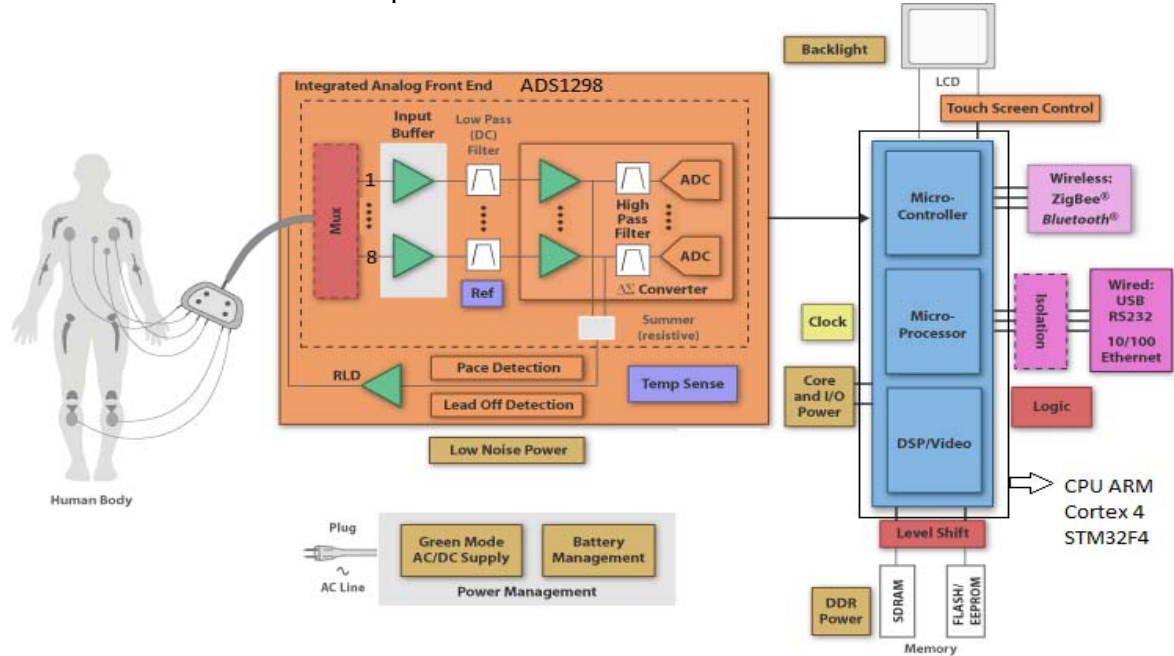 Backlight
LCD
Touch Screen Control
Integrated Analog Front End ADS1298
Input
Buffer
Low Pass
(DC)
Filter
Mux
1
8
ADC
High
Pass
Filter
ADC
Ref
ΔΣ Converter
Summer
(resistive)
RLD
Pace Detection
Lead Off Detection
Temp Sense
Low Noise Power
Human Body
Micro-
Controller
Micro-
Processor
DSP/Video
Wireless:
ZigBee®
Bluetooth®
Clock
Isolation
Wired:
USB
RS232
10/100
Ethernet
Core
and I/O
Power
Logic
CPU ARM
Cortex 4
STM32F4
Level Shift
Plug
AC Line
Green Mode
AC/DC Supply
Battery
Management
Power Management
DDR
Power
SDRAM
FLASH/
EEPROM
Memory